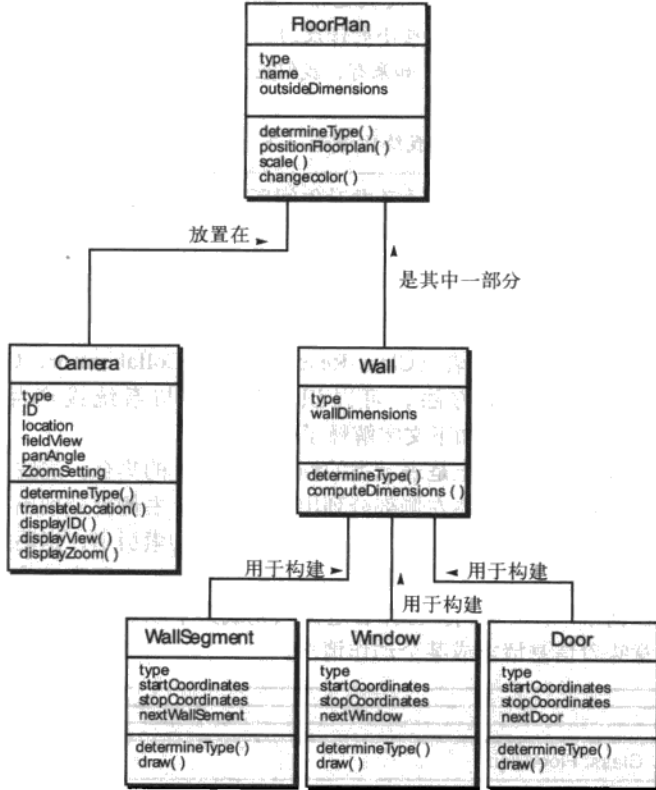 FloorPlan
type
name
outsideDimensions
determineType( )
positionFloorplan( )
scale( )
changecolor( )
放置在
是其中一部分
Camera
type
ID
location
fieldView
panAngle
ZoomSetting
determineType( )
translateLocation( )
displayID( )
displayView( )
displayZoom( )
Wall
type
wallDimensions
determineType( )
computeDimensions ( )
用于构建
用于构建
用于构建
WallSegment
type
startCoordinates
stopCoordinates
nextWallSement
determineType( )
draw( )
Window
type
startCoordinates
stopCoordinates
nextWindow
determineType( )
draw( )
Door
type
startCoordinates
stopCoordinates
nextDoor
determineType( )
draw( )